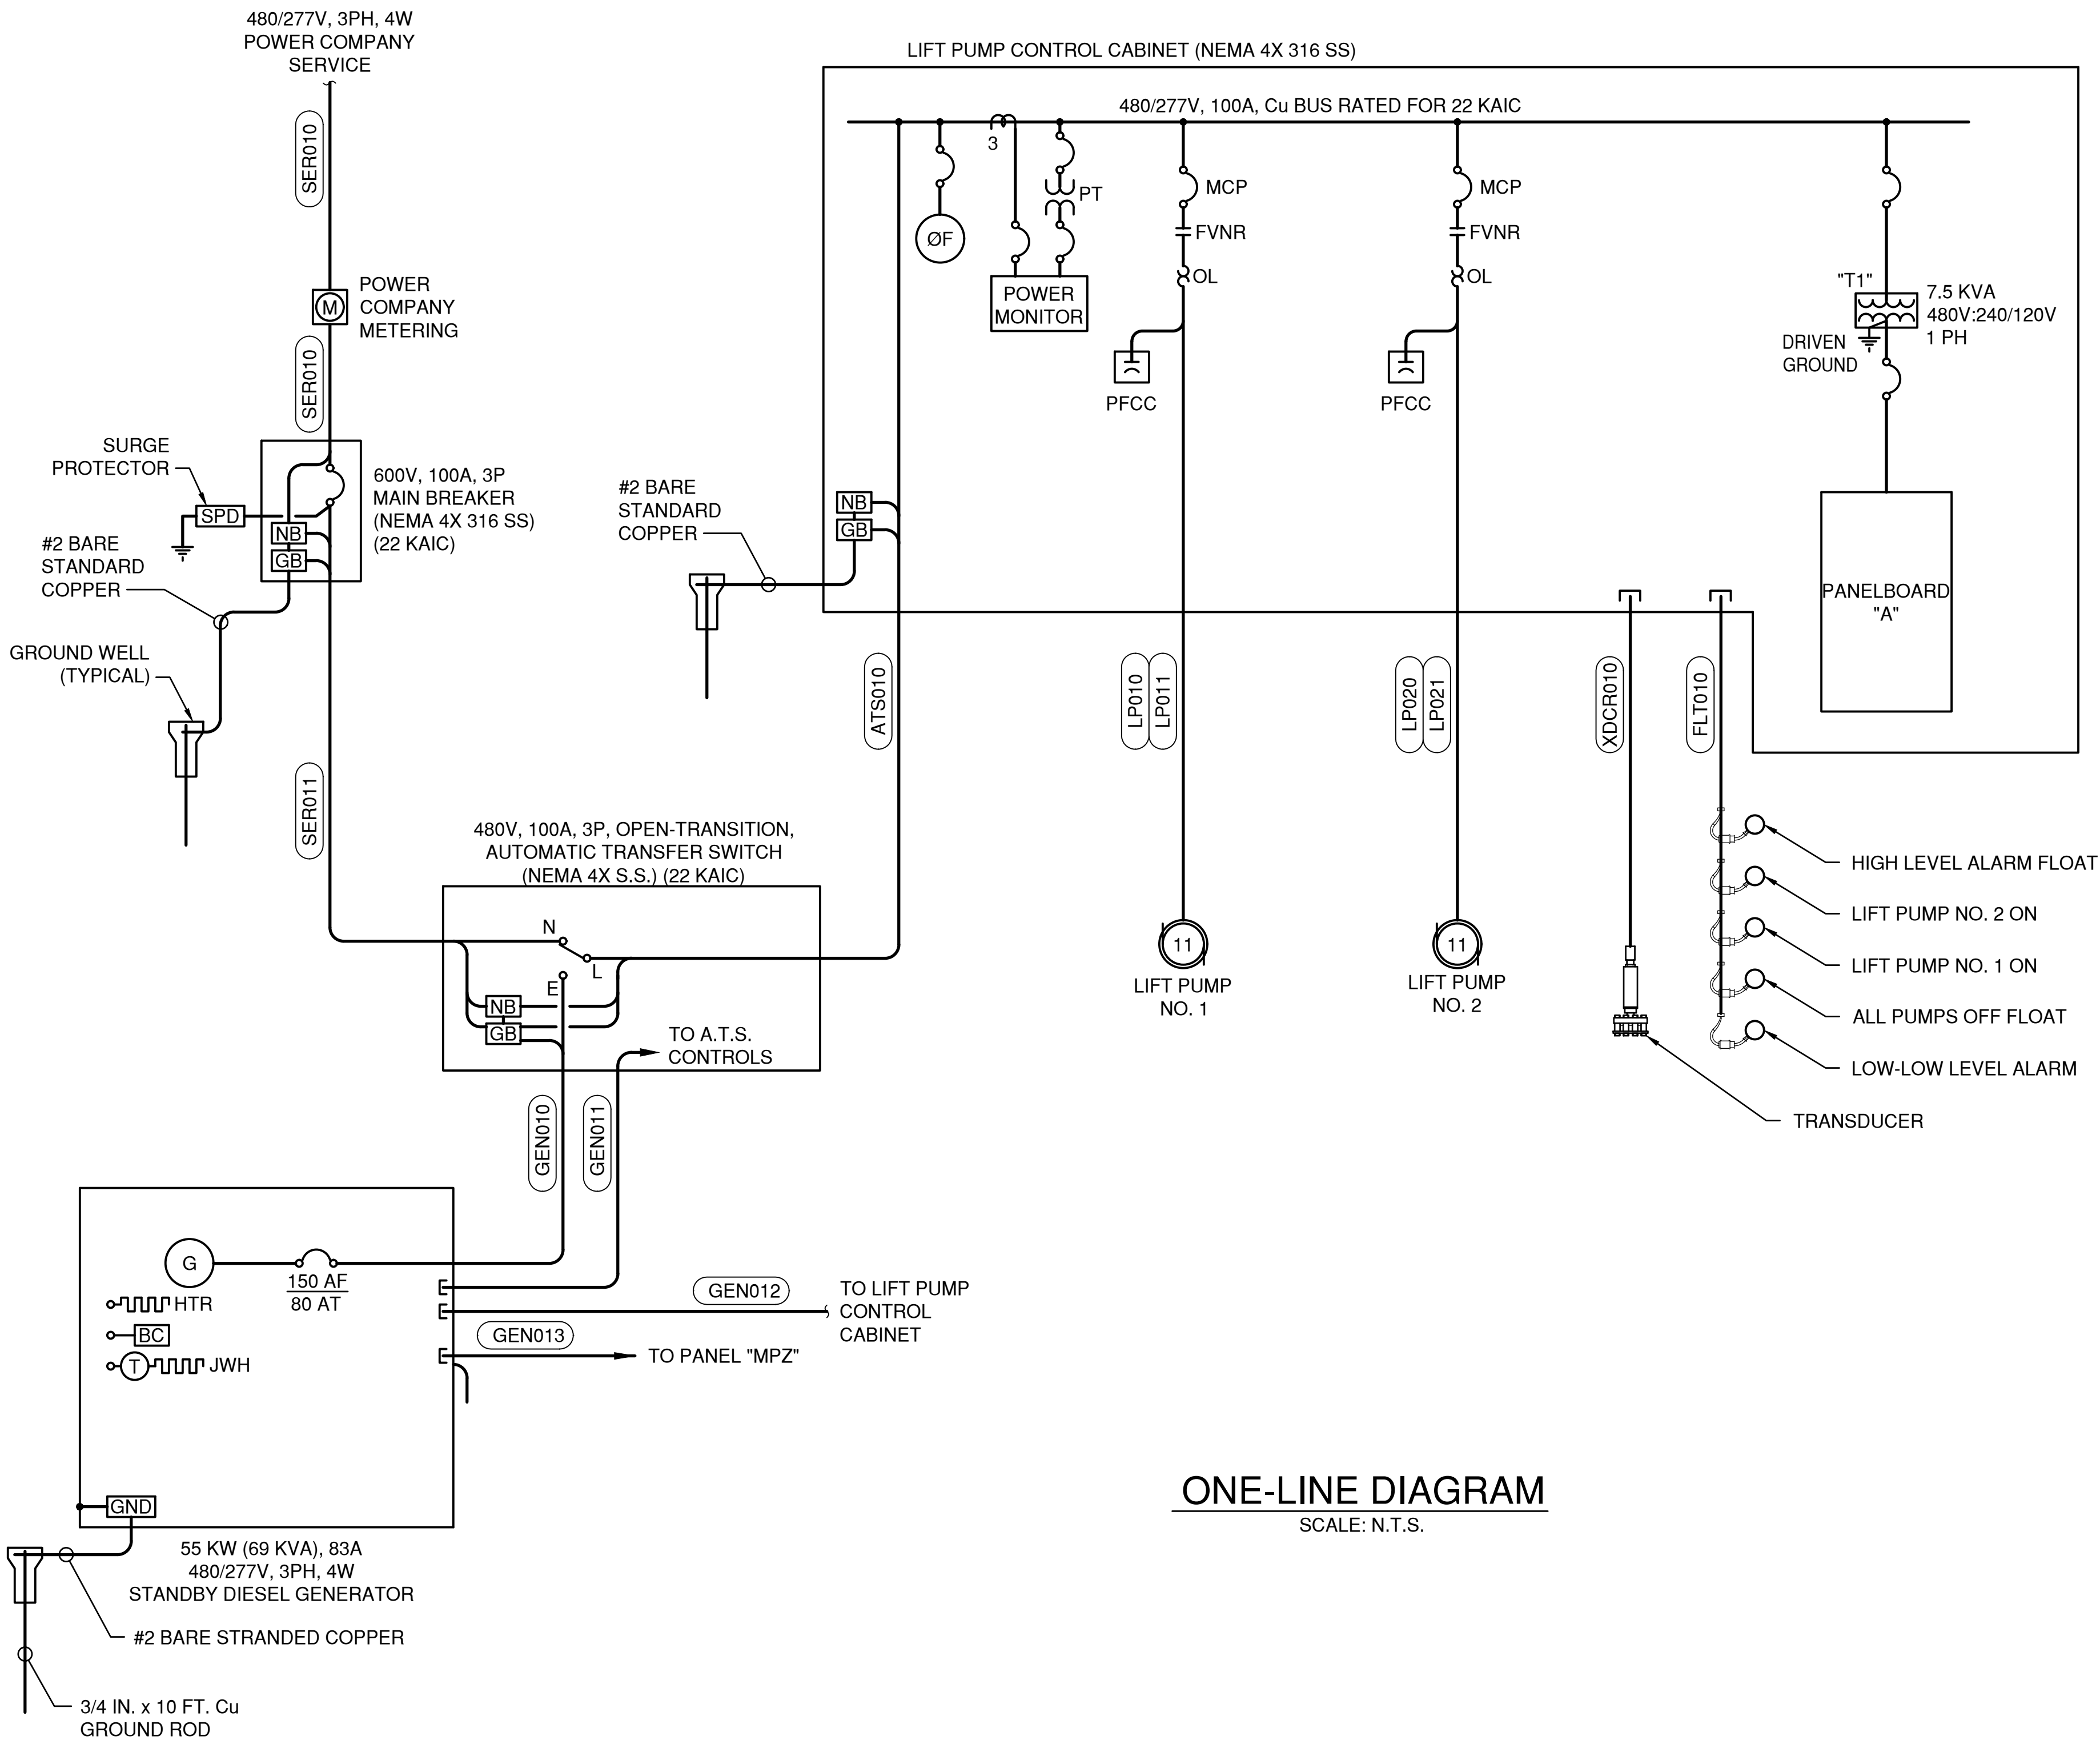 480/277V, 3PH, 4W
POWER COMPANY
SERVICE
SER010
M
POWER
COMPANY
METERING
SER010
SURGE
PROTECTOR
SPD
600V, 100A, 3P
MAIN BREAKER
(NEMA 4X 316 SS)
(22 KAIC)
NB
GB
#2 BARE
STANDARD
COPPER
GROUND WELL
(TYPICAL)
SER011
LIFT PUMP CONTROL CABINET (NEMA 4X 316 SS)
480/277V, 100A, Cu BUS RATED FOR 22 KAIC
3
ØF
PT
POWER
MONITOR
MCP
FVNR
OL
PFCC
MCP
FVNR
OL
PFCC
"T1"
7.5 KVA
480V:240/120V
1 PH
DRIVEN
GROUND
PANELBOARD
"A"
#2 BARE
STANDARD
COPPER
NB
GB
ATS010
LP010
LP011
LP020
LP021
XDCR010
FLT010
480V, 100A, 3P, OPEN-TRANSITION,
AUTOMATIC TRANSFER SWITCH
(NEMA 4X S.S.) (22 KAIC)
N
L
E
NB
GB
TO A.T.S.
CONTROLS
11
LIFT PUMP
NO. 1
11
LIFT PUMP
NO. 2
HIGH LEVEL ALARM FLOAT
LIFT PUMP NO. 2 ON
LIFT PUMP NO. 1 ON
ALL PUMPS OFF FLOAT
LOW-LOW LEVEL ALARM
TRANSDUCER
GEN010
GEN011
G
150 AF
80 AT
HTR
BC
T
JWH
GEN012
TO LIFT PUMP
CONTROL
CABINET
GEN013
TO PANEL "MPZ"
GND
55 KW (69 KVA), 83A
480/277V, 3PH, 4W
STANDBY DIESEL GENERATOR
#2 BARE STRANDED COPPER
3/4 IN. x 10 FT. Cu
GROUND ROD
ONE-LINE DIAGRAM
SCALE: N.T.S.